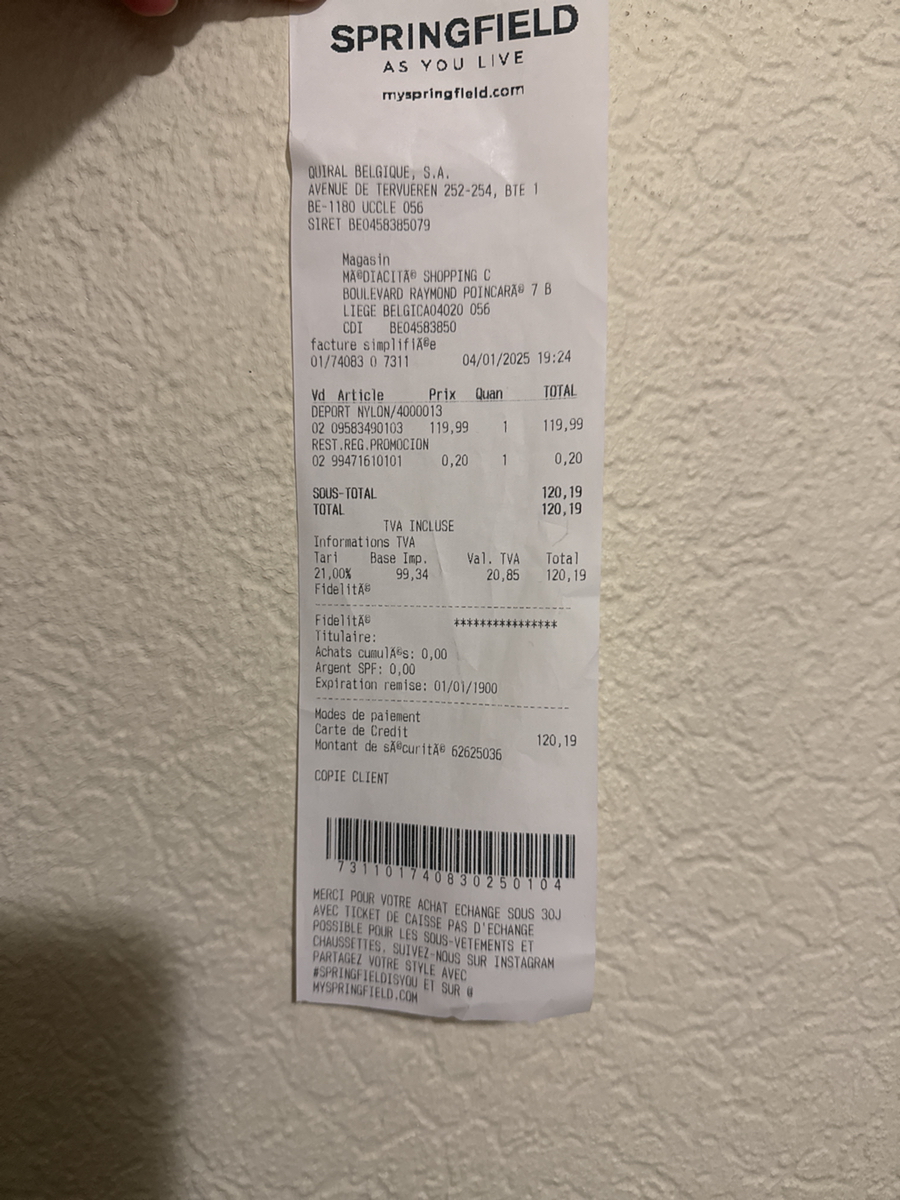 SPRINGFIELD
AS YOU LIVE
myspringfield.com
QUIRAL BELGIQUE, S.A.
AVENUE DE TERVUEREN 252-254, BTE 1
BE-1180 UCCLE 056
SIRET BE0458385079
Magasin
MÃ©DIACITÃ© SHOPPING C
BOULEVARD RAYMOND POINCARÃ© 7 B
LIEGE BELGICA04020 056
CDI BE04583850
facture simplifiÃ©e
01/74083 0 7311 04/01/2025 19:24
Vd Article Prix Quan TOTAL
DEPORT NYLON/4000013
02 09583490103 119,99 1 119,99
REST.REG.PROMOCION
02 99471610101 0,20 1 0,20
SOUS-TOTAL 120,19
TOTAL 120,19
TVA INCLUSE
Informations TVA
Tari Base Imp. Val. TVA Total
21,00% 99,34 20,85 120,19
FidelitÃ©
FidelitÃ© ****************
Titulaire:
Achats cumulÃ©s: 0,00
Argent SPF: 0,00
Expiration remise: 01/01/1900
Modes de paiement
Carte de Credit 120,19
Montant de sÃ©curitÃ© 62625036
COPIE CLIENT
7311017408302501​04
MERCI POUR VOTRE ACHAT ECHANGE SOUS 30J
AVEC TICKET DE CAISSE PAS D'ECHANGE
POSSIBLE POUR LES SOUS-VETEMENTS ET
CHAUSSETTES. SUIVEZ-NOUS SUR INSTAGRAM
PARTAGEZ VOTRE STYLE AVEC
#SPRINGFIELDISYOU ET SUR @
MYSPRINGFIELD.COM